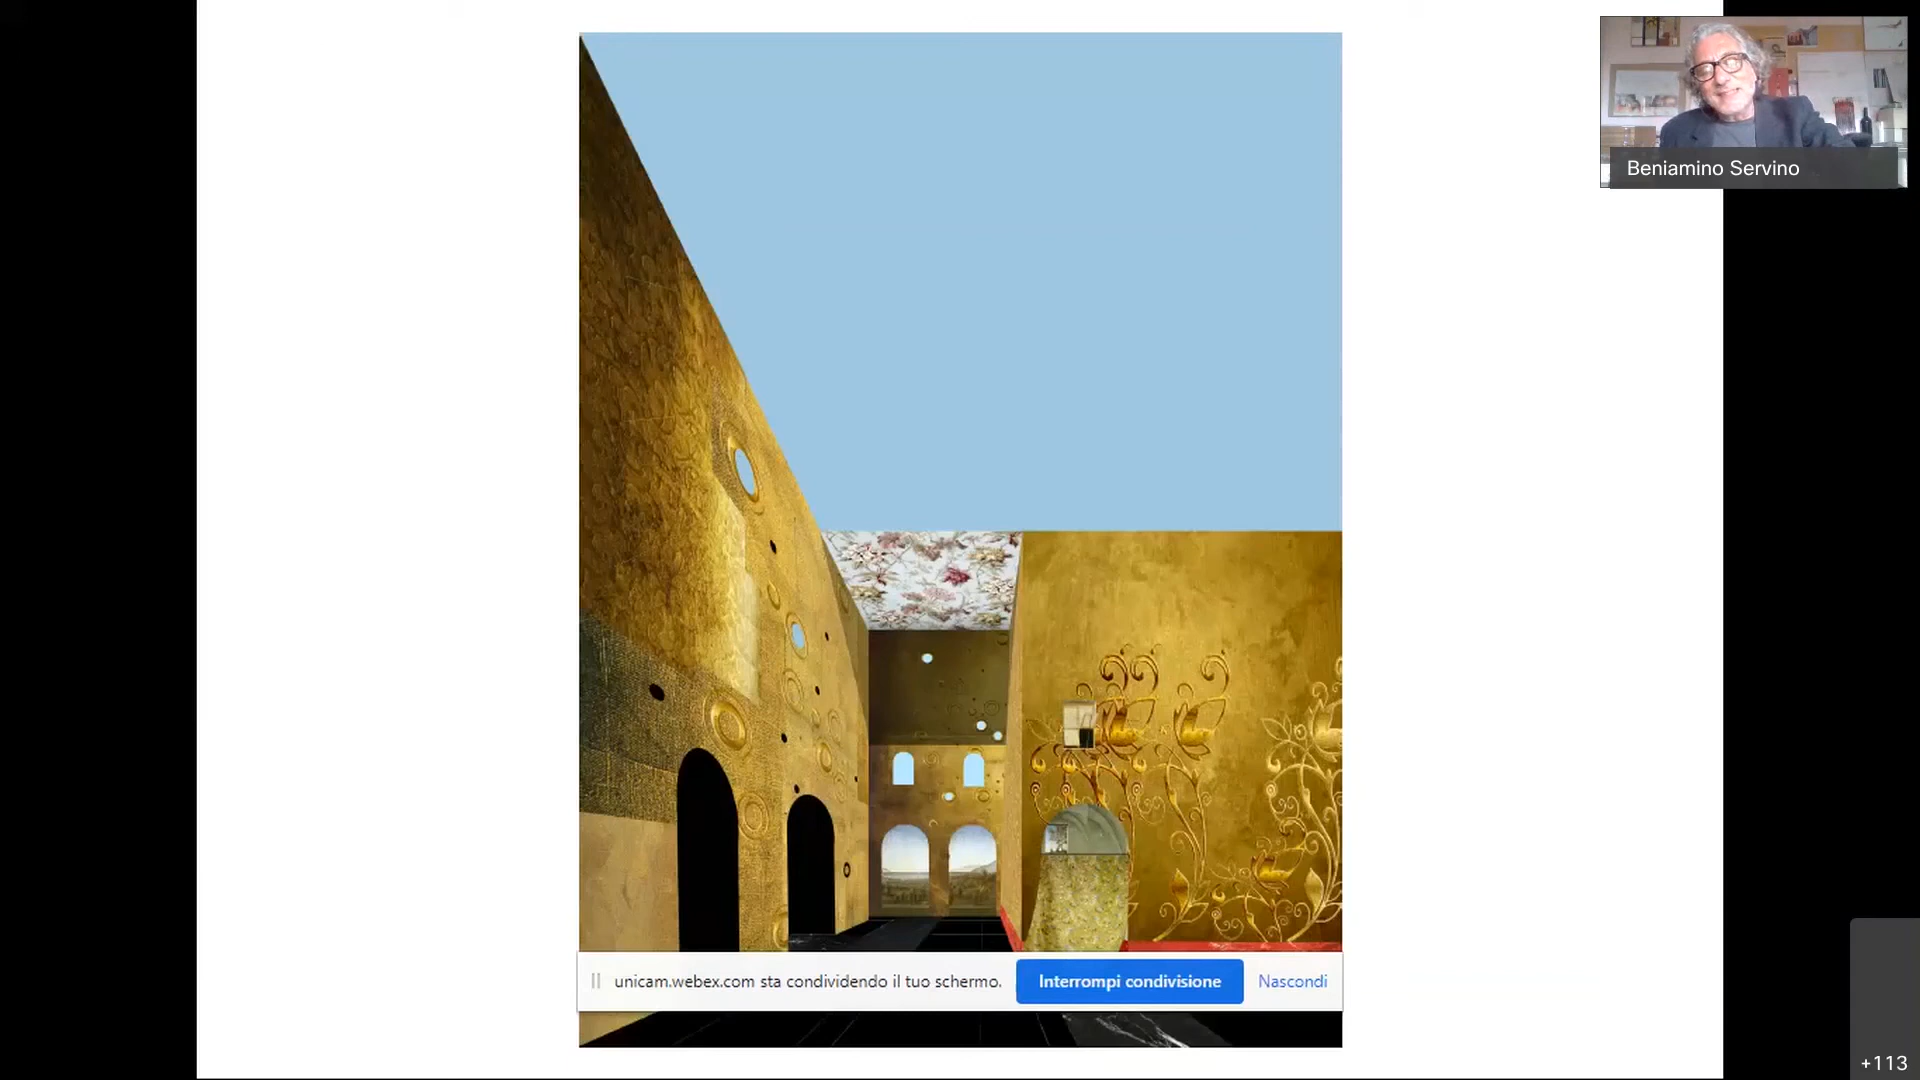 Beniamino Servino
unicam.webex.com sta condividendo il tuo schermo. Interrompi condivisione Nascondi
+113